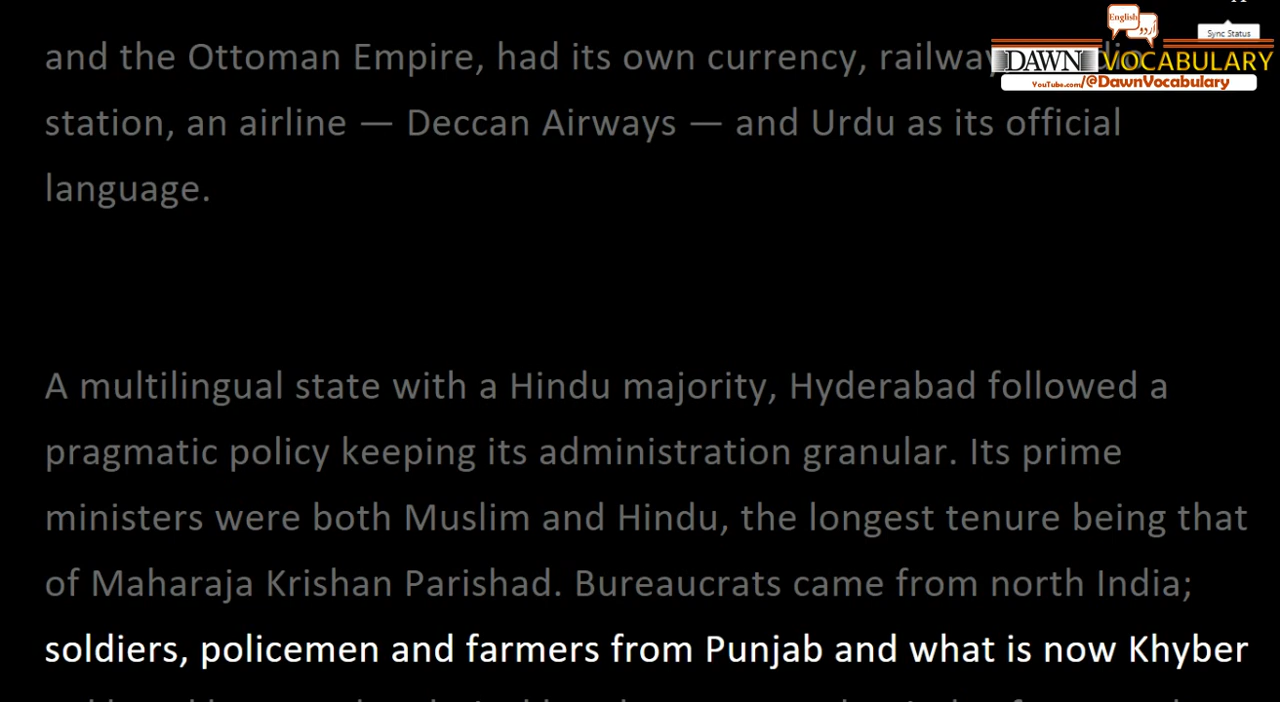 English
اردو
Sync Status
DAWN VOCABULARY
YouTube.com/@DawnVocabulary
and the Ottoman Empire, had its own currency, railway
station, an airline — Deccan Airways — and Urdu as its official
language.
A multilingual state with a Hindu majority, Hyderabad followed a
pragmatic policy keeping its administration granular. Its prime
ministers were both Muslim and Hindu, the longest tenure being that
of Maharaja Krishan Parishad. Bureaucrats came from north India;
soldiers, policemen and farmers from Punjab and what is now Khyber